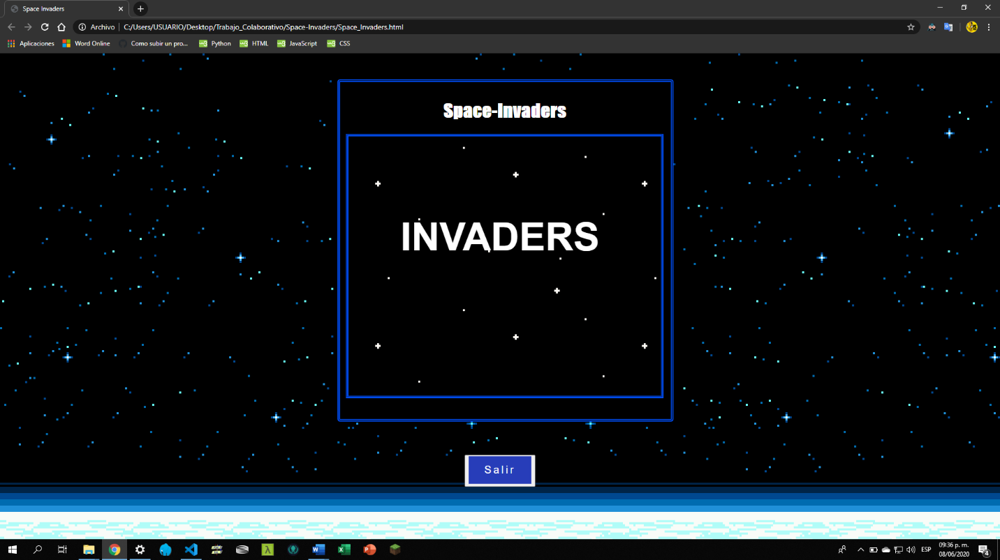 Space Invaders
Archivo C:/Users/USUARIO/Desktop/Trabajo_Colaborativo/Space-Invaders/Space_Invaders.html
Aplicaciones Word Online Como subir un pro... Python HTML JavaScript CSS
Space-Invaders
INVADERS
Salir
ESP 09:36 p. m.
08/06/2020 4